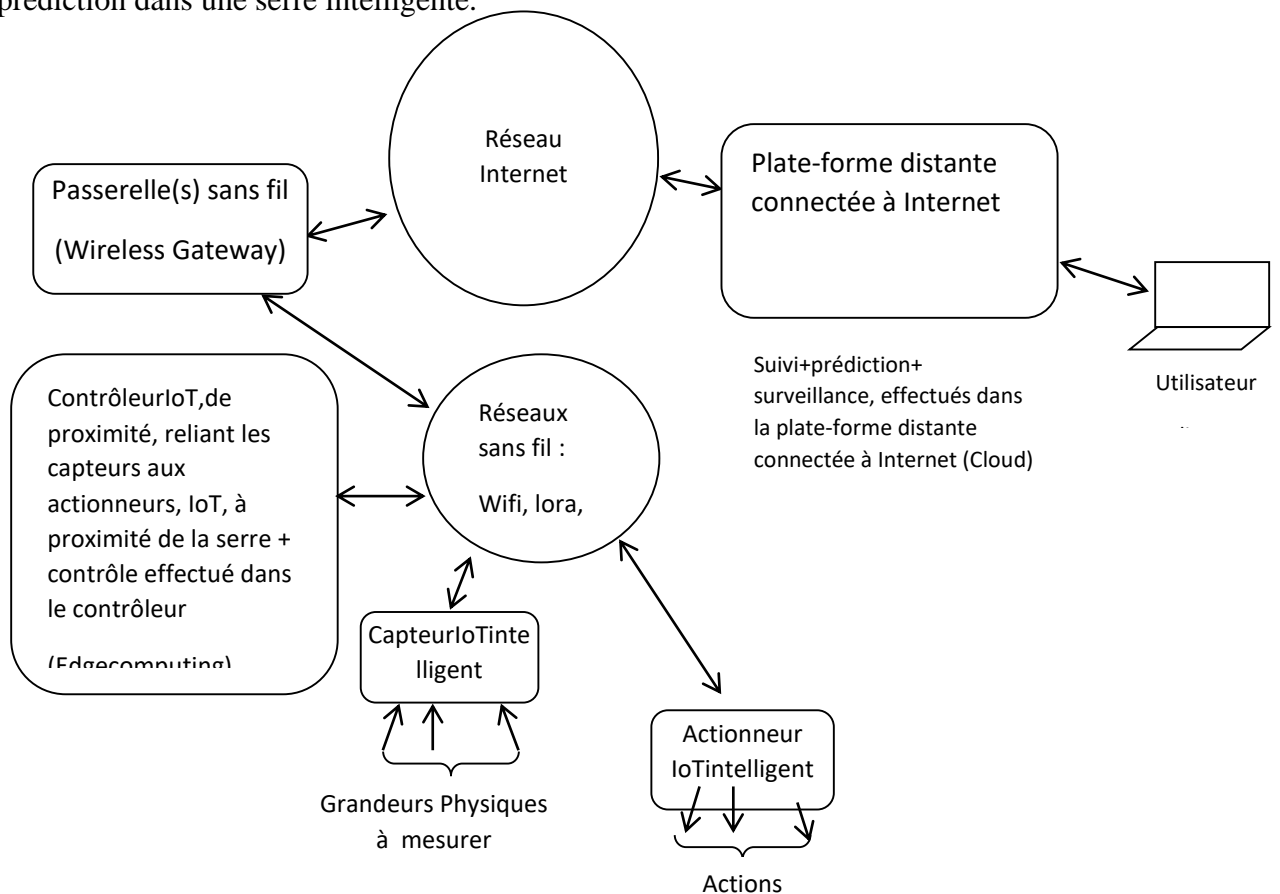 prédiction dans une serre intelligente.
Réseau
Internet
Passerelle(s) sans fil
(Wireless Gateway)
Plate-forme distante
connectée à Internet
Suivi+prédiction+
surveillance, effectués dans
la plate-forme distante
connectée à Internet (Cloud)
Utilisateur
ContrôleurIoT,de
proximité, reliant les
capteurs aux
actionneurs, IoT, à
proximité de la serre +
contrôle effectué dans
le contrôleur
(Edgecomputing)
Réseaux
sans fil :
Wifi, lora,
CapteurIoTinte
lligent
Grandeurs Physiques
à mesurer
Actionneur
IoTintelligent
Actions